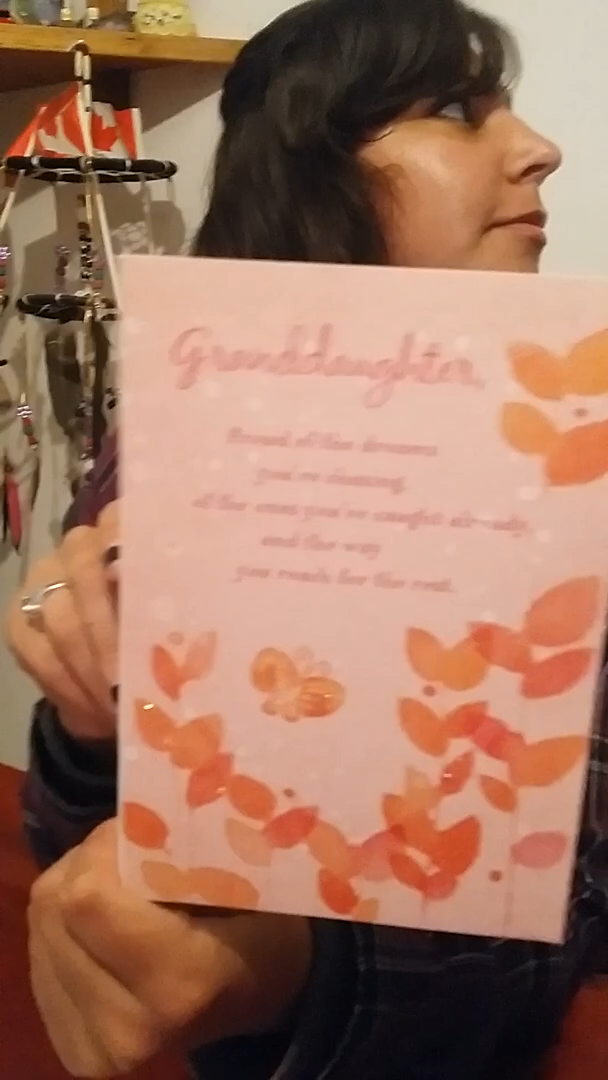 Granddaughter,
Proud of the dreams
you're chasing,
of the ones you've caught already,
and the way
you reach for the rest.